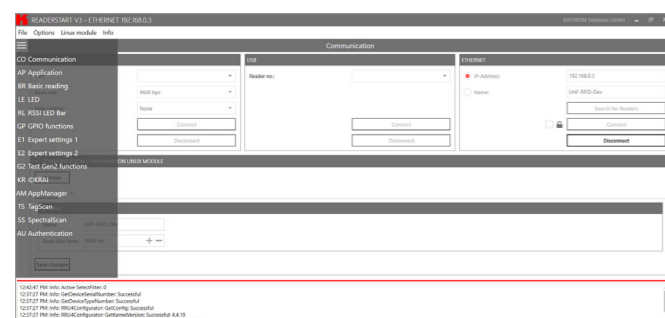 READERSTART V3 - ETHERNET 192.168.0.3
KATHREIN Solutions GmbH
File Options Linux module Info
Communication
CO Communication
AP Application
BR Basic reading
LE LED
RL RSSI LED Bar
GP GPIO functions
E1 Expert settings 1
E2 Expert settings 2
G2 Test Gen2 functions
KR ©KRAI
AM AppManager
TS TagScan
SS SpectralScan
AU Authentication
9600 bps
None
Connect
Disconnect
USB
Reader no.:
Connect
Disconnect
ETHERNET
IP-Address:
192.168.0.3
Name:
UHF-RFID-Dev
Search for Readers
Connect
Disconnect
ON LINUX MODULE
UHF-RFID-Dev
Keep alive time:
Save changes
12:42:47 PM: Info: Active SelectFilter: 0
12:37:27 PM: Info: GetDeviceSerialNumber: Successful
12:37:27 PM: Info: GetDeviceTypeNumber: Successful
12:37:27 PM: Info: RRU4Configurator: GetConfig: Successful
12:37:27 PM: Info: RRU4Configurator: GetKernelVersion: Successful: 4.4.19